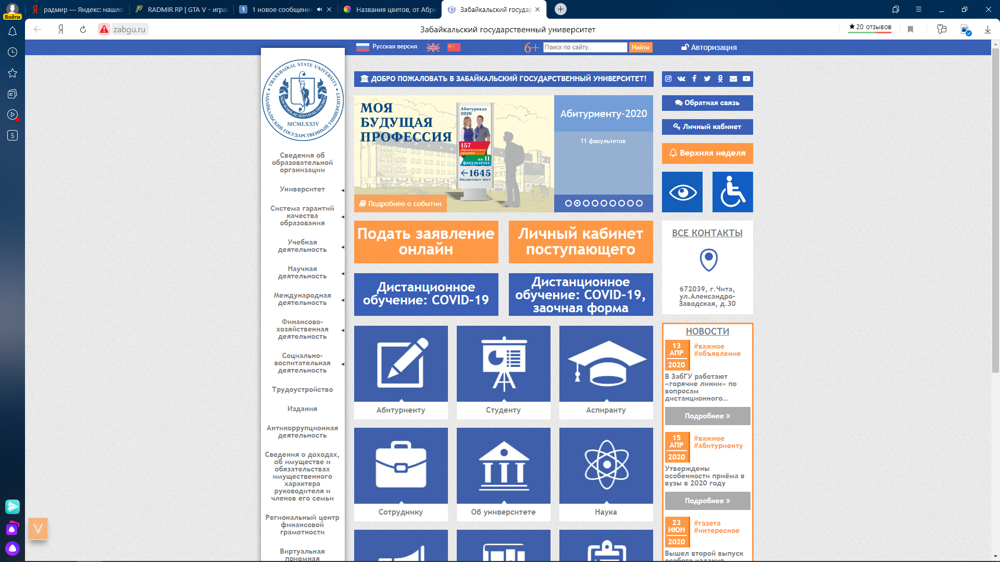 Войти
радмир — Яндекс: нашло
RADMIR RP | GTA V - играй
1 новое сообщение
Названия цветов, от Абри
Забайкальский государ
zabgu.ru
Забайкальский государственный университет
★20 отзывов
5
Русская версия
6+
Поиск по сайту..
Найти
Авторизация
TRANSBAIKAL STATE UNIVERSITY
NON SCHOLAE SED VITAE DISCIMUS
MCMLXXIV
ЗАБАЙКАЛЬСКИЙ ГОСУДАРСТВЕННЫЙ УНИВЕРСИТЕТ
Сведения об
образовательной
организации
Университет
Система гарантий
качества
образования
Учебная
деятельность
Научная
деятельность
Международная
деятельность
Финансово-
хозяйственная
деятельность
Социально-
воспитательная
деятельность
Трудоустройство
Издания
Антикоррупционная
деятельность
Сведения о доходах,
об имуществе и
обязательствах
имущественного
характера
руководителя и
членов его семьи
Региональный центр
финансовой
грамотности
Виртуальная
приемная
V
ДОБРО ПОЖАЛОВАТЬ В ЗАБАЙКАЛЬСКИЙ ГОСУДАРСТВЕННЫЙ УНИВЕРСИТЕТ!
МОЯ
БУДУЩАЯ
ПРОФЕССИЯ
Абитуриада
2020
157
образовательных
программ
на 11
факультетах
←1645
бюджетных мест
Подробнее о событии
Абитуриенту-2020
11 факультетов
Подать заявление
онлайн
Личный кабинет
поступающего
Дистанционное
обучение: COVID-19
Дистанционное
обучение: COVID-19,
заочная форма
Абитуриенту
Студенту
Аспиранту
Сотруднику
Об университете
Наука
Обратная связь
Личный кабинет
Верхняя неделя
ВСЕ КОНТАКТЫ
672039, г.Чита,
ул.Александро-
Заводская, д.30
НОВОСТИ
13
АПР
2020
#важное
#объявление
В ЗабГУ работают
«горячие линии» по
вопросам
дистанционного...
Подробнее »
15
АПР
2020
#важное
#абитуриенту
Утверждены
особенности приёма в
вузы в 2020 году
Подробнее »
23
ИЮН
2020
#газета
#интересное
Вышел второй выпуск
особого издания